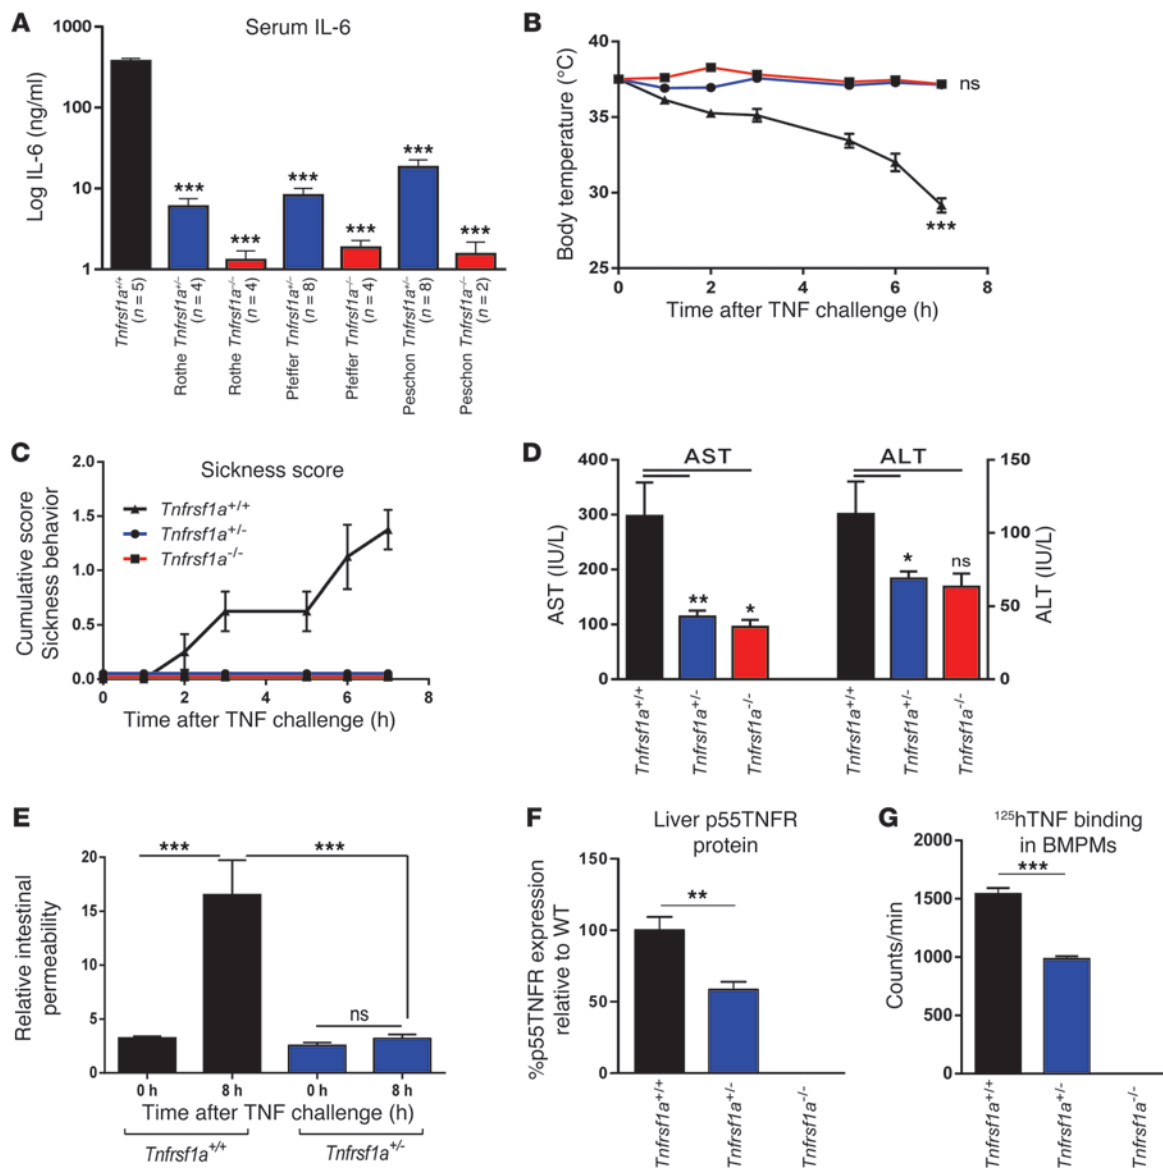 A
Serum IL-6
Log IL-6 (ng/ml)
1000
100
10
1
***
***
***
***
***
***
Tnfrsf1a+/+
(n = 5)
Rothe Tnfrsf1a+/-
(n = 4)
Rothe Tnfrsf1a-/-
(n = 4)
Pfeffer Tnfrsf1a+/-
(n = 8)
Pfeffer Tnfrsf1a-/-
(n = 4)
Peschon Tnfrsf1a+/-
(n = 8)
Peschon Tnfrsf1a-/-
(n = 2)
B
Body temperature (°C)
40
35
30
25
ns
***
0 2 4 6 8
Time after TNF challenge (h)
C
Sickness score
Cumulative score
Sickness behavior
2.0
1.5
1.0
0.5
0.0
Tnfrsf1a+/+
Tnfrsf1a+/-
Tnfrsf1a-/-
0 2 4 6 8
Time after TNF challenge (h)
D
AST
ALT
AST (IU/L)
400
300
200
100
0
**
*
*
ns
150
100
50
0
ALT (IU/L)
Tnfrsf1a+/+
Tnfrsf1a+/-
Tnfrsf1a-/-
Tnfrsf1a+/+
Tnfrsf1a+/-
Tnfrsf1a-/-
E
Relative intestinal
permeability
20
15
10
5
0
***
***
ns
0 h 8 h 0 h 8 h
Time after TNF challenge (h)
Tnfrsf1a+/+ Tnfrsf1a+/-
F
Liver p55TNFR
protein
%p55TNFR expression
relative to WT
150
100
50
0
**
Tnfrsf1a+/+
Tnfrsf1a+/-
Tnfrsf1a-/-
G
125hTNF binding
in BMPMs
Counts/min
2000
1500
1000
500
0
***
Tnfrsf1a+/+
Tnfrsf1a+/-
Tnfrsf1a-/-